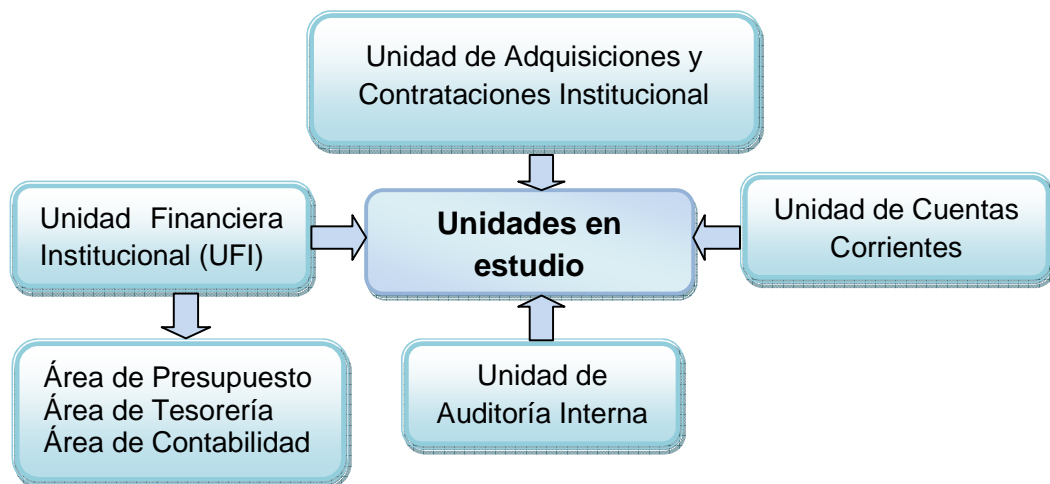 Unidad de Adquisiciones y
Contrataciones Institucional
Unidad Financiera
Institucional (UFI)
Unidades en
estudio
Unidad de Cuentas
Corrientes
Área de Presupuesto
Área de Tesorería
Área de Contabilidad
Unidad de
Auditoría Interna